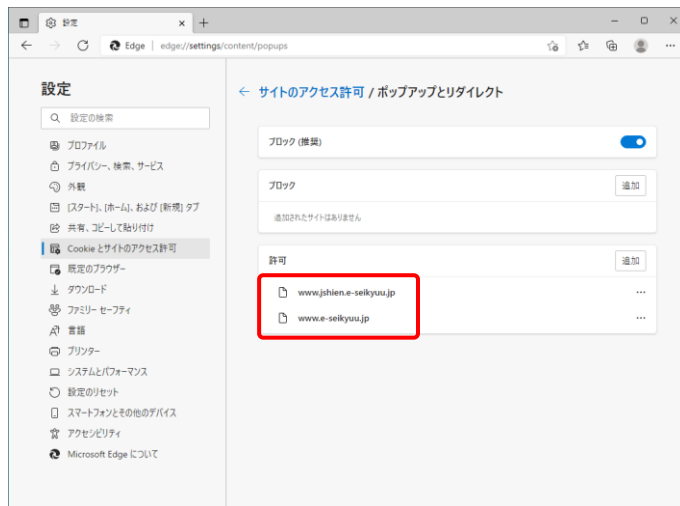 設定
Edge | edge://settings/content/popups
設定
設定の検索
プロファイル
プライバシー、検索、サービス
外観
[スタート]、[ホーム]、および [新規] タブ
共有、コピーして貼り付け
Cookie とサイトのアクセス許可
既定のブラウザー
ダウンロード
ファミリー セーフティ
言語
プリンター
システムとパフォーマンス
設定のリセット
スマートフォンとその他のデバイス
アクセシビリティ
Microsoft Edge について
サイトのアクセス許可 / ポップアップとリダイレクト
ブロック (推奨)
ブロック
追加
追加されたサイトはありません
許可
追加
www.jshien.e-seikyuu.jp
www.e-seikyuu.jp